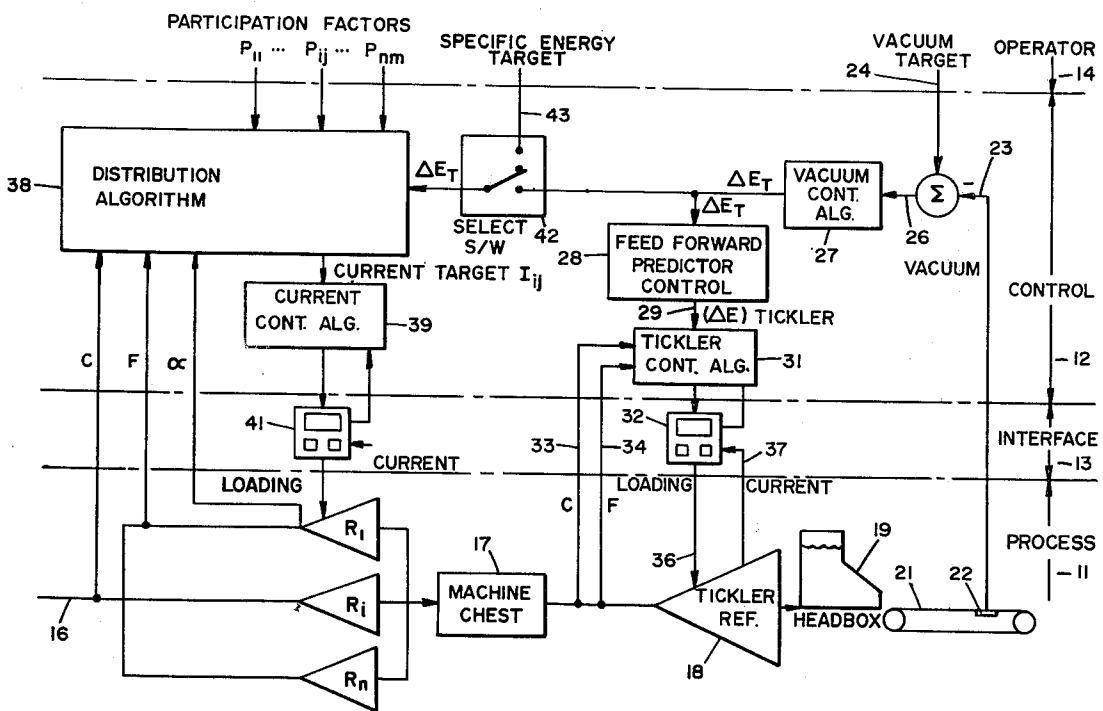 PARTICIPATION FACTORS
P11 ... Pij ... Pnm
SPECIFIC ENERGY
TARGET
VACUUM
TARGET
24
OPERATOR
14
43
38
DISTRIBUTION
ALGORITHM
ΔET
SELECT
S/W
42
ΔET
ΔET
VACUUM
CONT.
ALG.
27
26
Σ
-
23
VACUUM
28
FEED FORWARD
PREDICTOR
CONTROL
29
(ΔE) TICKLER
CONTROL
12
CURRENT TARGET Iij
CURRENT
CONT. ALG.
39
TICKLER
CONT. ALG.
31
C
F
∝
41
CURRENT
LOADING
32
33
34
37
INTERFACE
13
LOADING
CURRENT
C
F
36
PROCESS
11
R1
Ri
Rn
16
17
MACHINE
CHEST
TICKLER
REF.
18
19
HEADBOX
21
22